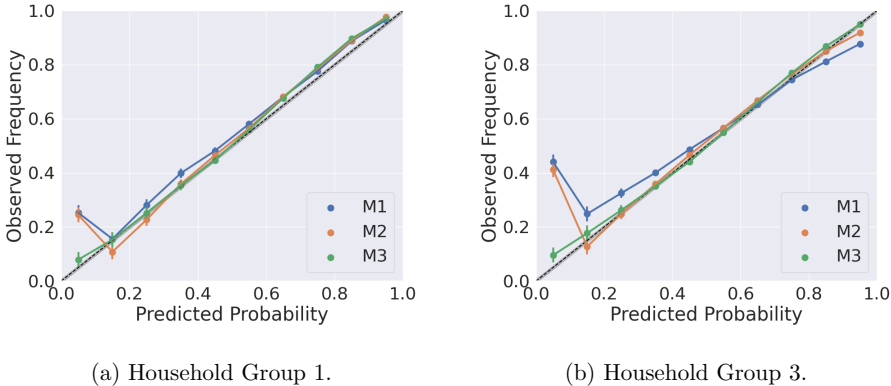 Observed Frequency
1.0
0.8
0.6
0.4
0.2
0.0
0.0 0.2 0.4 0.6 0.8 1.0
Predicted Probability
M1
M2
M3
(a) Household Group 1.
Observed Frequency
1.0
0.8
0.6
0.4
0.2
0.0
0.0 0.2 0.4 0.6 0.8 1.0
Predicted Probability
M1
M2
M3
(b) Household Group 3.